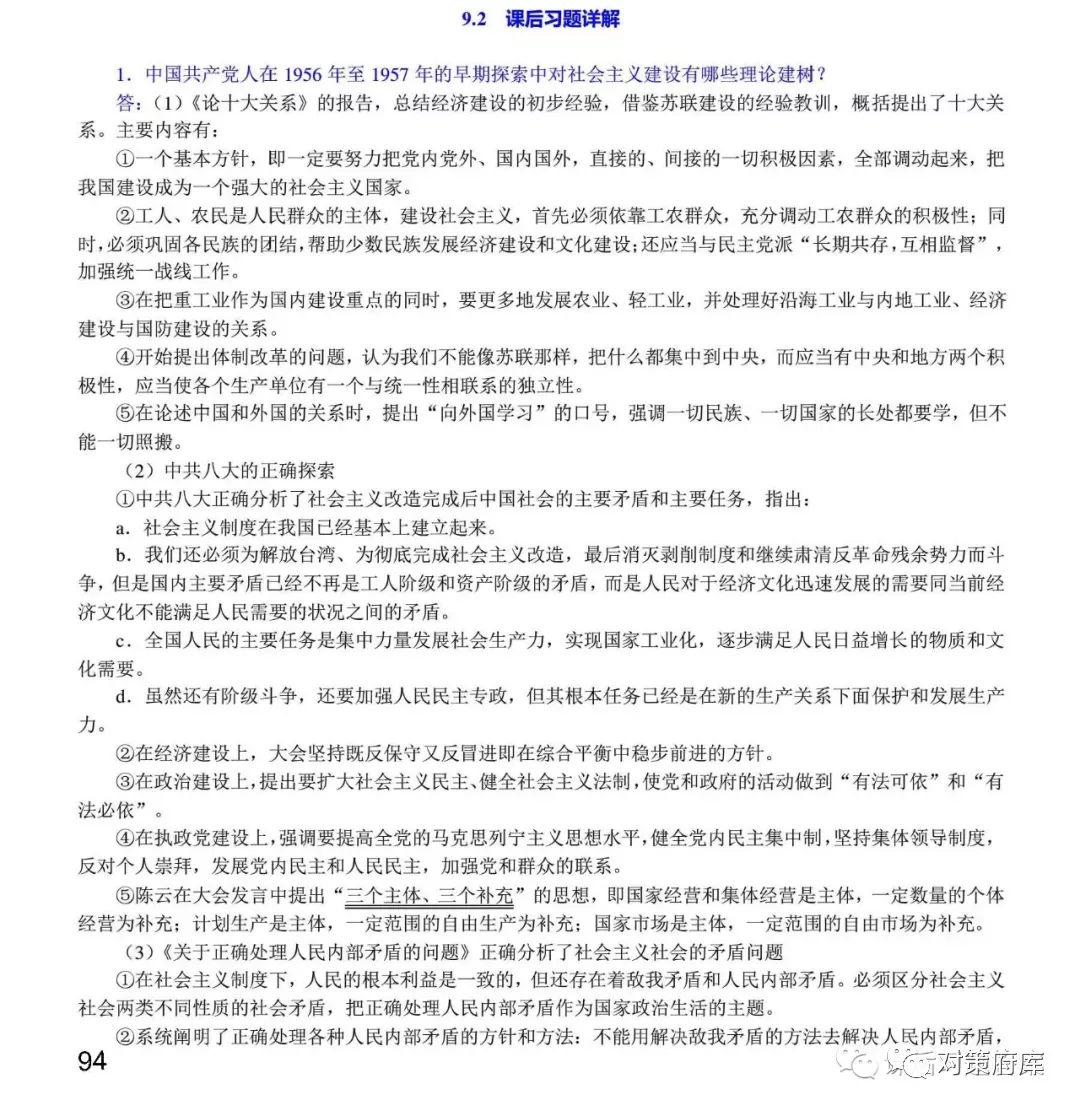 9.2 课后习题详解
1．中国共产党人在 1956 年至 1957 年的早期探索中对社会主义建设有哪些理论建树？
答：（1）《论十大关系》的报告，总结经济建设的初步经验，借鉴苏联建设的经验教训，概括提出了十大关
系。主要内容有：
①一个基本方针，即一定要努力把党内党外、国内国外，直接的、间接的一切积极因素，全部调动起来，把
我国建设成为一个强大的社会主义国家。
②工人、农民是人民群众的主体，建设社会主义，首先必须依靠工农群众，充分调动工农群众的积极性；同
时，必须巩固各民族的团结，帮助少数民族发展经济建设和文化建设；还应当与民主党派“长期共存，互相监督”，
加强统一战线工作。
③在把重工业作为国内建设重点的同时，要更多地发展农业、轻工业，并处理好沿海工业与内地工业、经济
建设与国防建设的关系。
④开始提出体制改革的问题，认为我们不能像苏联那样，把什么都集中到中央，而应当有中央和地方两个积
极性，应当使各个生产单位有一个与统一性相联系的独立性。
⑤在论述中国和外国的关系时，提出“向外国学习”的口号，强调一切民族、一切国家的长处都要学，但不
能一切照搬。
（2）中共八大的正确探索
①中共八大正确分析了社会主义改造完成后中国社会的主要矛盾和主要任务，指出：
a．社会主义制度在我国已经基本上建立起来。
b．我们还必须为解放台湾、为彻底完成社会主义改造，最后消灭剥削制度和继续肃清反革命残余势力而斗
争，但是国内主要矛盾已经不再是工人阶级和资产阶级的矛盾，而是人民对于经济文化迅速发展的需要同当前经
济文化不能满足人民需要的状况之间的矛盾。
c．全国人民的主要任务是集中力量发展社会生产力，实现国家工业化，逐步满足人民日益增长的物质和文
化需要。
d．虽然还有阶级斗争，还要加强人民民主专政，但其根本任务已经是在新的生产关系下面保护和发展生产
力。
②在经济建设上，大会坚持既反保守又反冒进即在综合平衡中稳步前进的方针。
③在政治建设上，提出要扩大社会主义民主、健全社会主义法制，使党和政府的活动做到“有法可依”和“有
法必依”。
④在执政党建设上，强调要提高全党的马克思列宁主义思想水平，健全党内民主集中制，坚持集体领导制度，
反对个人崇拜，发展党内民主和人民民主，加强党和群众的联系。
⑤陈云在大会发言中提出“三个主体、三个补充”的思想，即国家经营和集体经营是主体，一定数量的个体
经营为补充；计划生产是主体，一定范围的自由生产为补充；国家市场是主体，一定范围的自由市场为补充。
（3）《关于正确处理人民内部矛盾的问题》正确分析了社会主义社会的矛盾问题
①在社会主义制度下，人民的根本利益是一致的，但还存在着敌我矛盾和人民内部矛盾。必须区分社会主义
社会两类不同性质的社会矛盾，把正确处理人民内部矛盾作为国家政治生活的主题。
②系统阐明了正确处理各种人民内部矛盾的方针和方法：不能用解决敌我矛盾的方法去解决人民内部矛盾，
94
对策府库